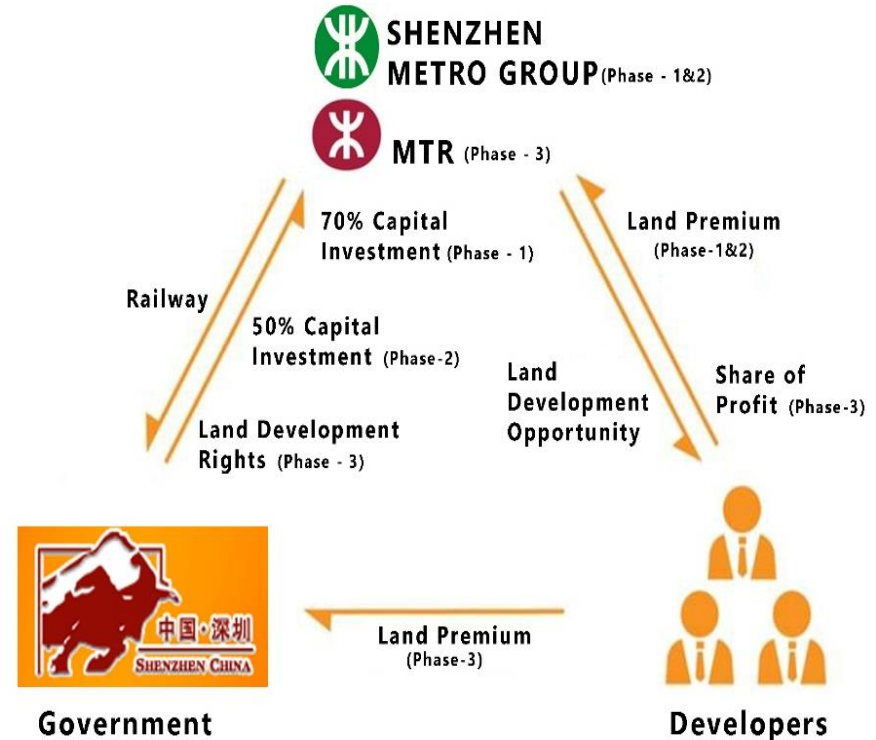 SHENZHEN
METRO GROUP (Phase - 1&2)
MTR (Phase - 3)
70% Capital
Investment (Phase - 1)
Land Premium
(Phase-1&2)
Railway
50% Capital
Investment (Phase-2)
Land
Development
Opportunity
Share of
Profit (Phase-3)
Land Development
Rights (Phase - 3)
中国·深圳
SHENZHEN CHINA
Land Premium
(Phase-3)
Government
Developers